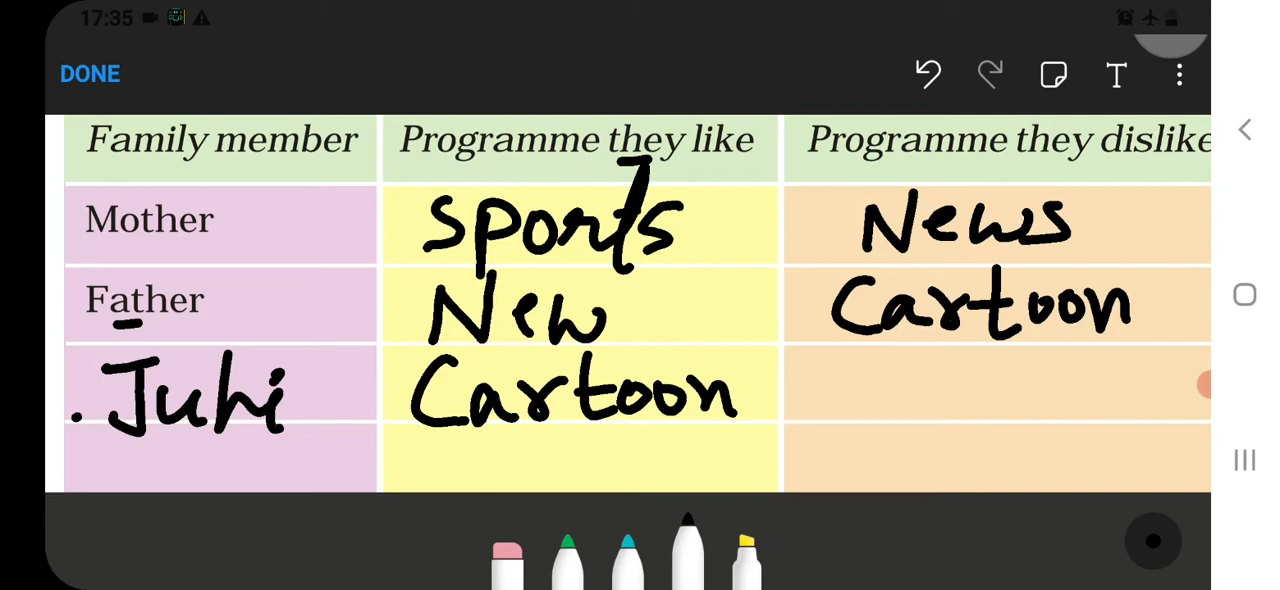 17:35
DONE
T
Family member Programme they like Programme they dislike
Mother Sports News
Father New Cartoon
Juhi Cartoon